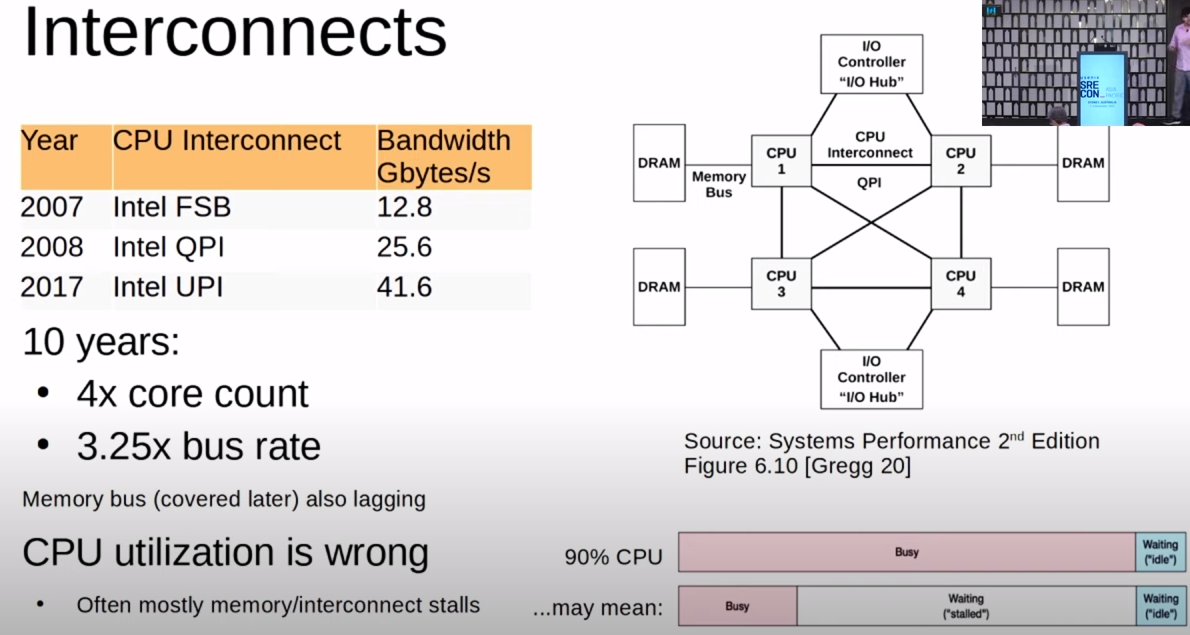 Interconnects
Year CPU Interconnect Bandwidth
Gbytes/s
2007 Intel FSB 12.8
2008 Intel QPI 25.6
2017 Intel UPI 41.6
10 years:
• 4x core count
• 3.25x bus rate
Memory bus (covered later) also lagging
CPU utilization is wrong
• Often mostly memory/interconnect stalls
I/O
Controller
“I/O Hub”
DRAM
Memory
Bus
CPU
1
CPU
Interconnect
QPI
CPU
2
DRAM
DRAM
CPU
3
CPU
4
DRAM
I/O
Controller
“I/O Hub”
Source: Systems Performance 2nd Edition
Figure 6.10 [Gregg 20]
90% CPU
Busy
Waiting
("idle")
...may mean:
Busy
Waiting
("stalled")
Waiting
("idle")
SRE
CON